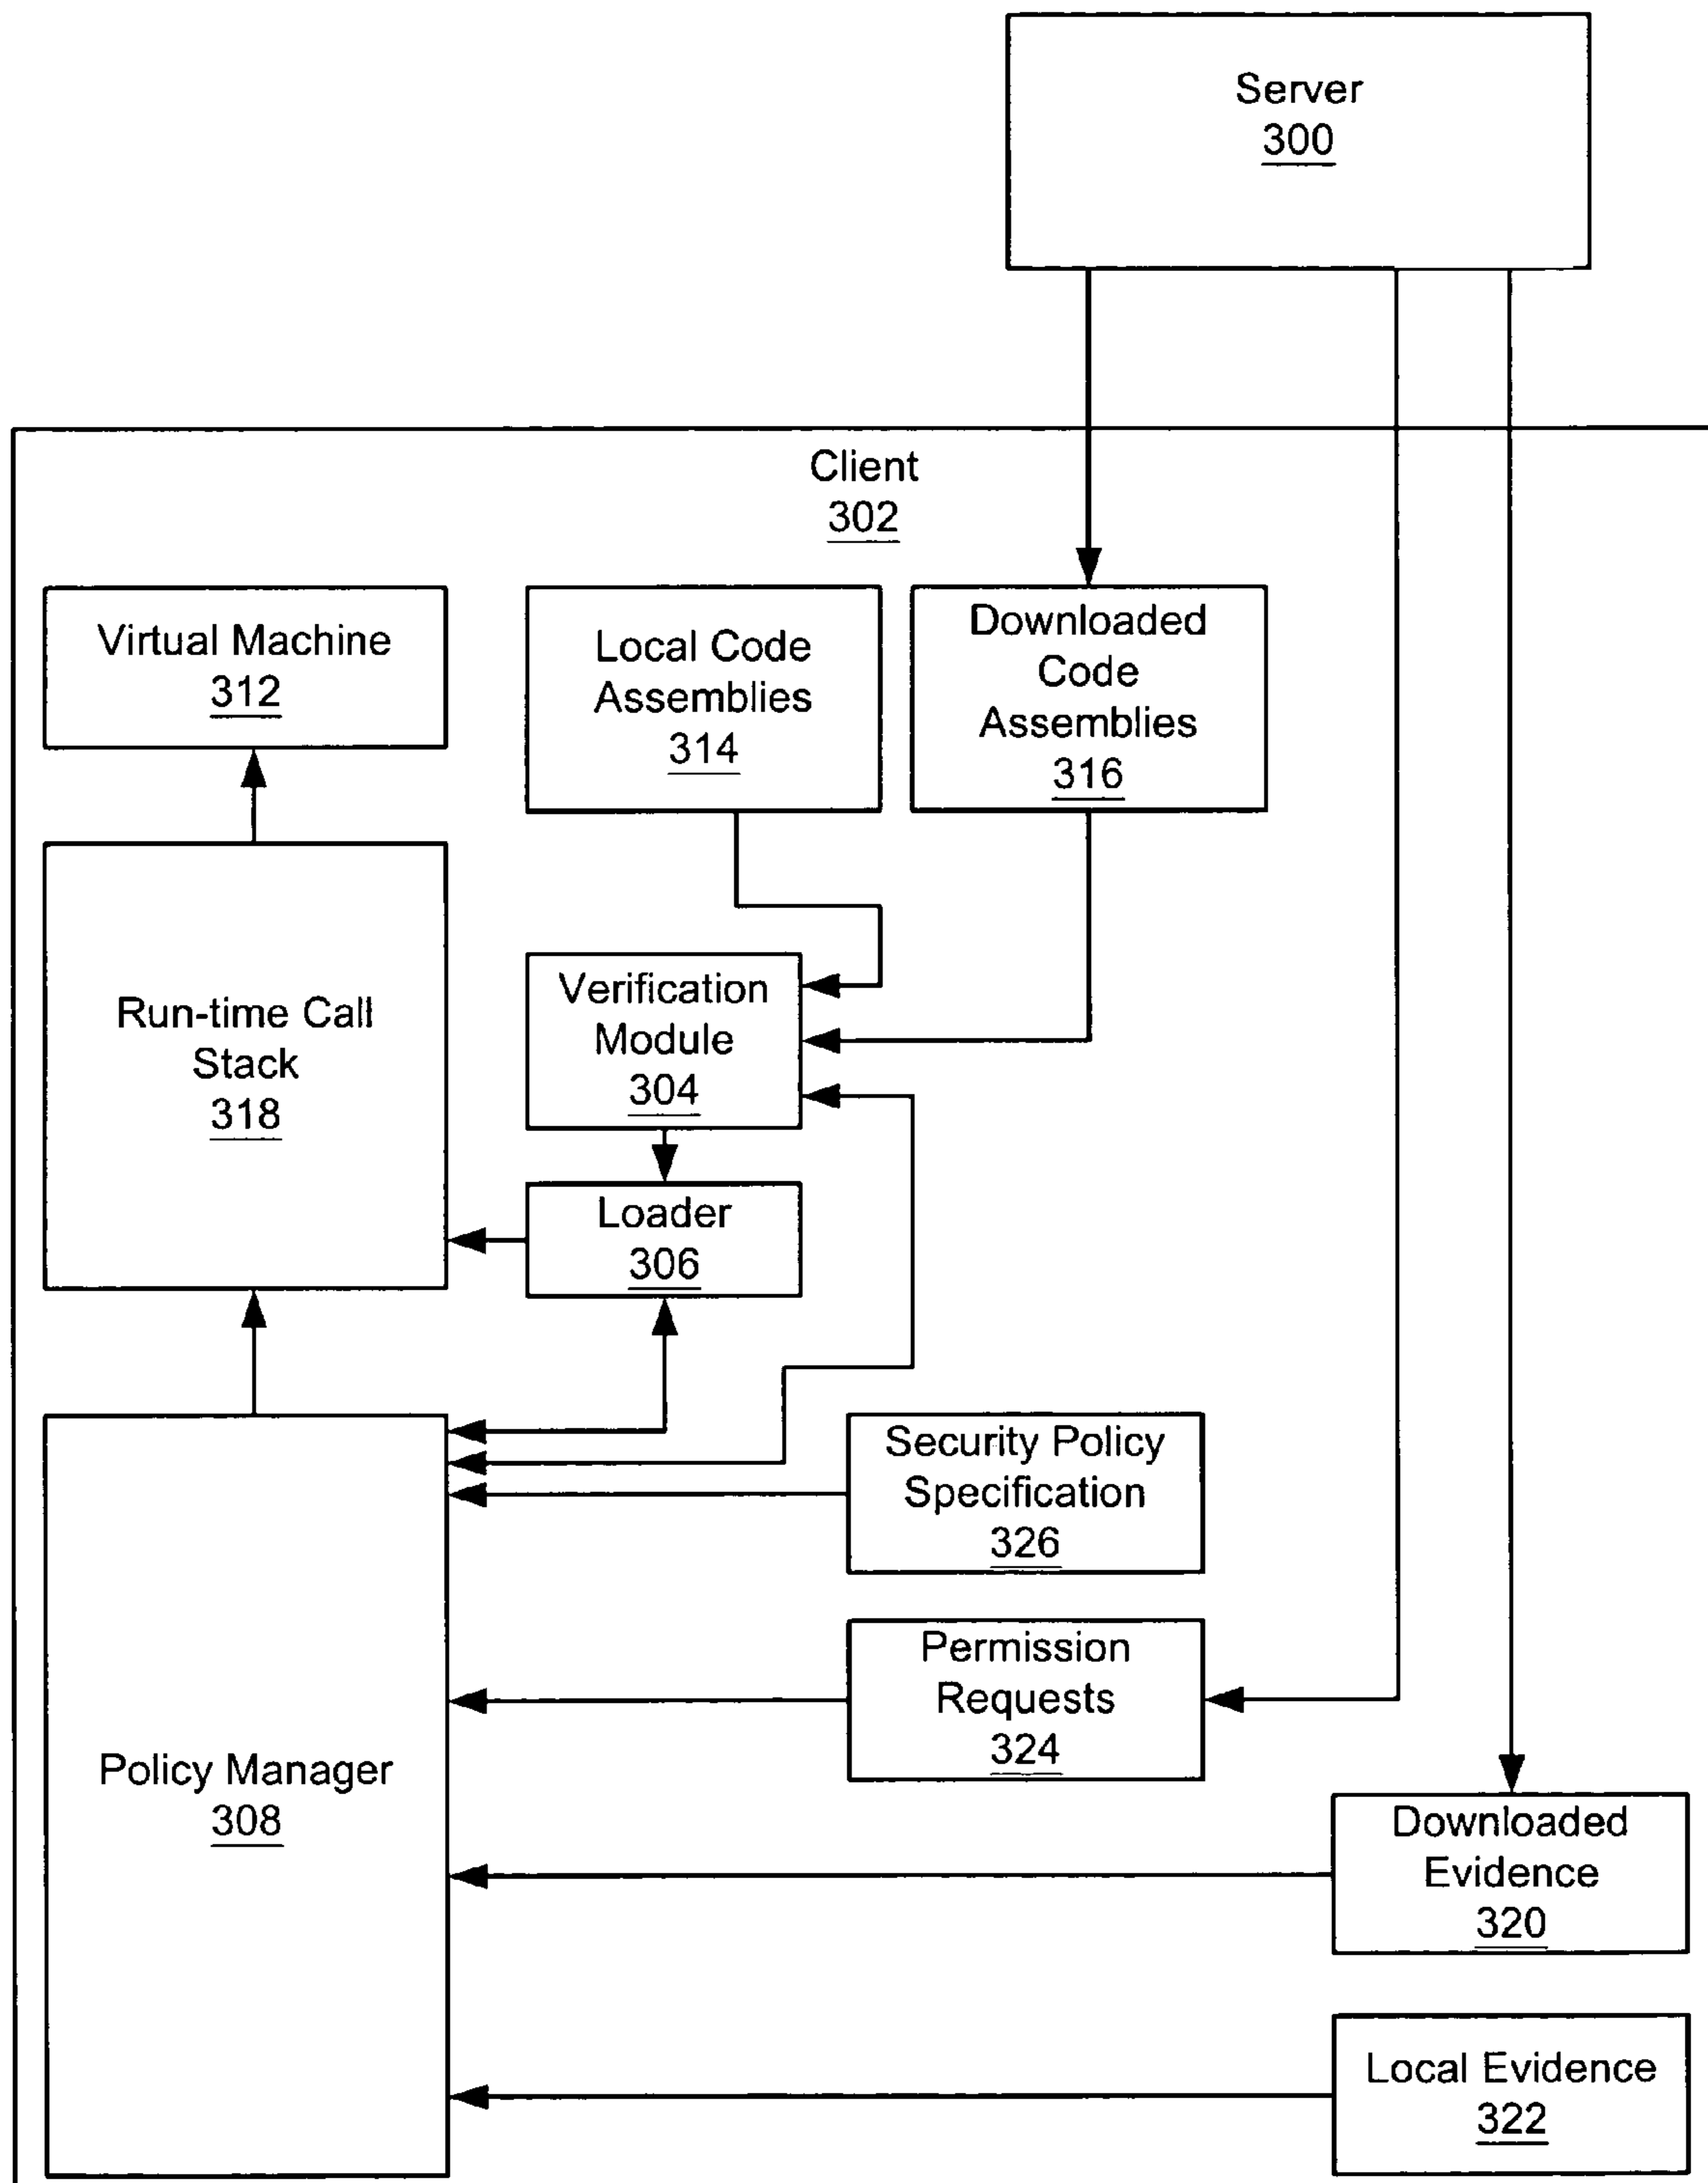 Server
300
Client
302
Virtual Machine
312
Local Code
Assemblies
314
Downloaded
Code
Assemblies
316
Run-time Call
Stack
318
Verification
Module
304
Loader
306
Security Policy
Specification
326
Permission
Requests
324
Policy Manager
308
Downloaded
Evidence
320
Local Evidence
322